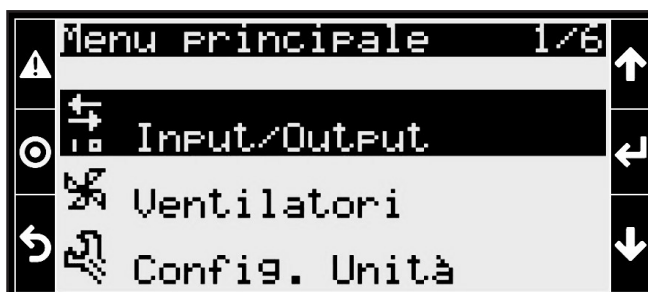 Menu principale 1/6
Input/Output
Ventilatori
Config. Unità